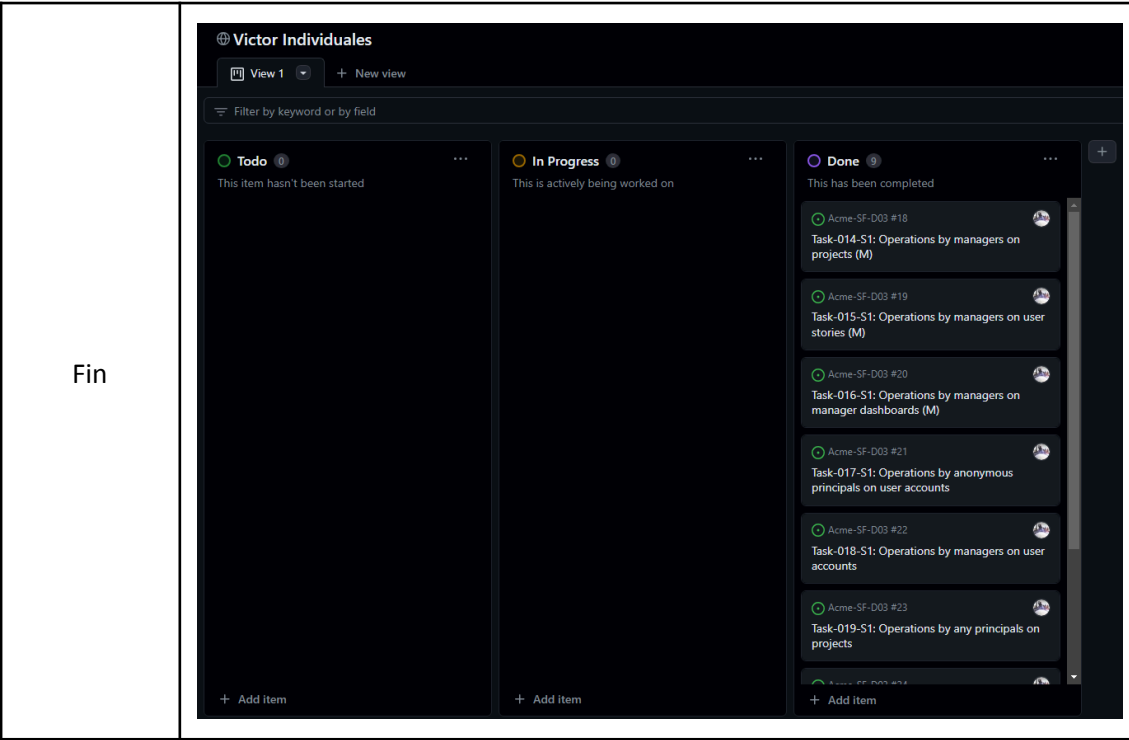 Fin
Victor Individuales
View 1
New view
Filter by keyword or by field
Todo 0
This item hasn't been started
Add item
In Progress 0
This is actively being worked on
Add item
Done 9
This has been completed
Acme-SF-D03 #18
Task-014-S1: Operations by managers on
projects (M)
Acme-SF-D03 #19
Task-015-S1: Operations by managers on user
stories (M)
Acme-SF-D03 #20
Task-016-S1: Operations by managers on
manager dashboards (M)
Acme-SF-D03 #21
Task-017-S1: Operations by anonymous
principals on user accounts
Acme-SF-D03 #22
Task-018-S1: Operations by managers on user
accounts
Acme-SF-D03 #23
Task-019-S1: Operations by any principals on
projects
Acme-SF-D03 #24
Add item